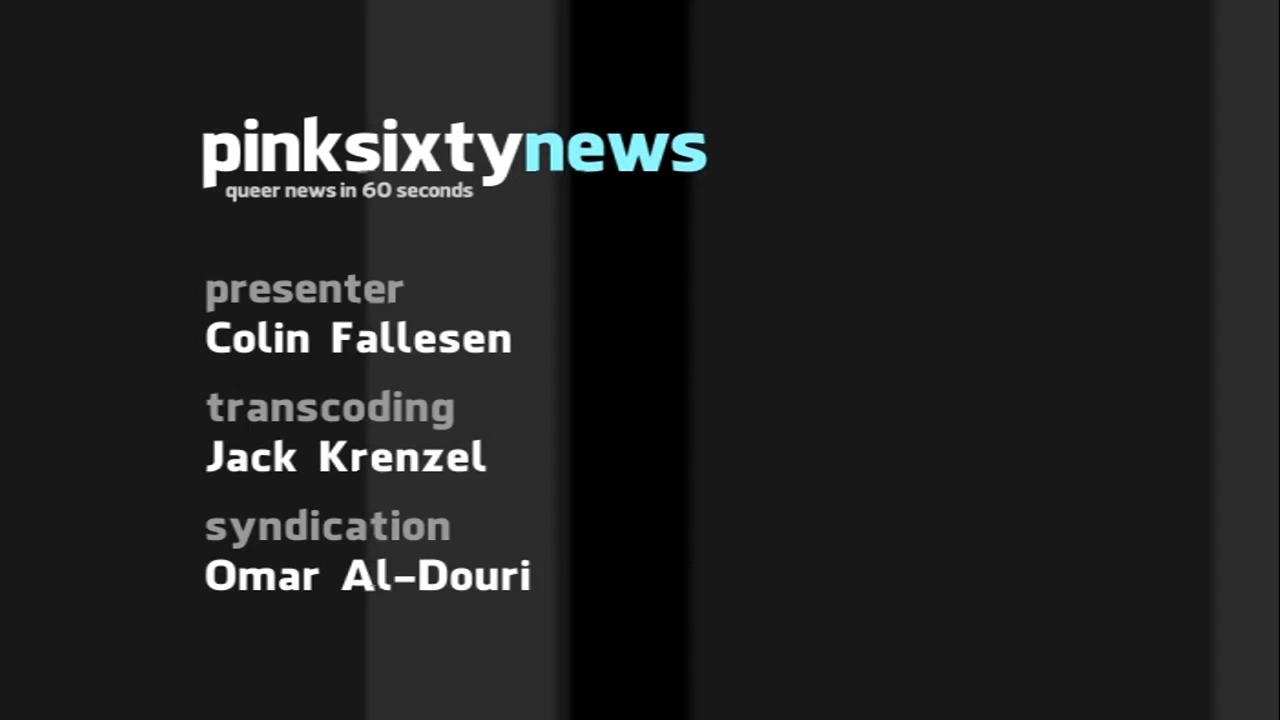 pinksixtynews
queer news in 60 seconds
presenter
Colin Fallesen
transcoding
Jack Krenzel
syndication
Omar Al-Douri